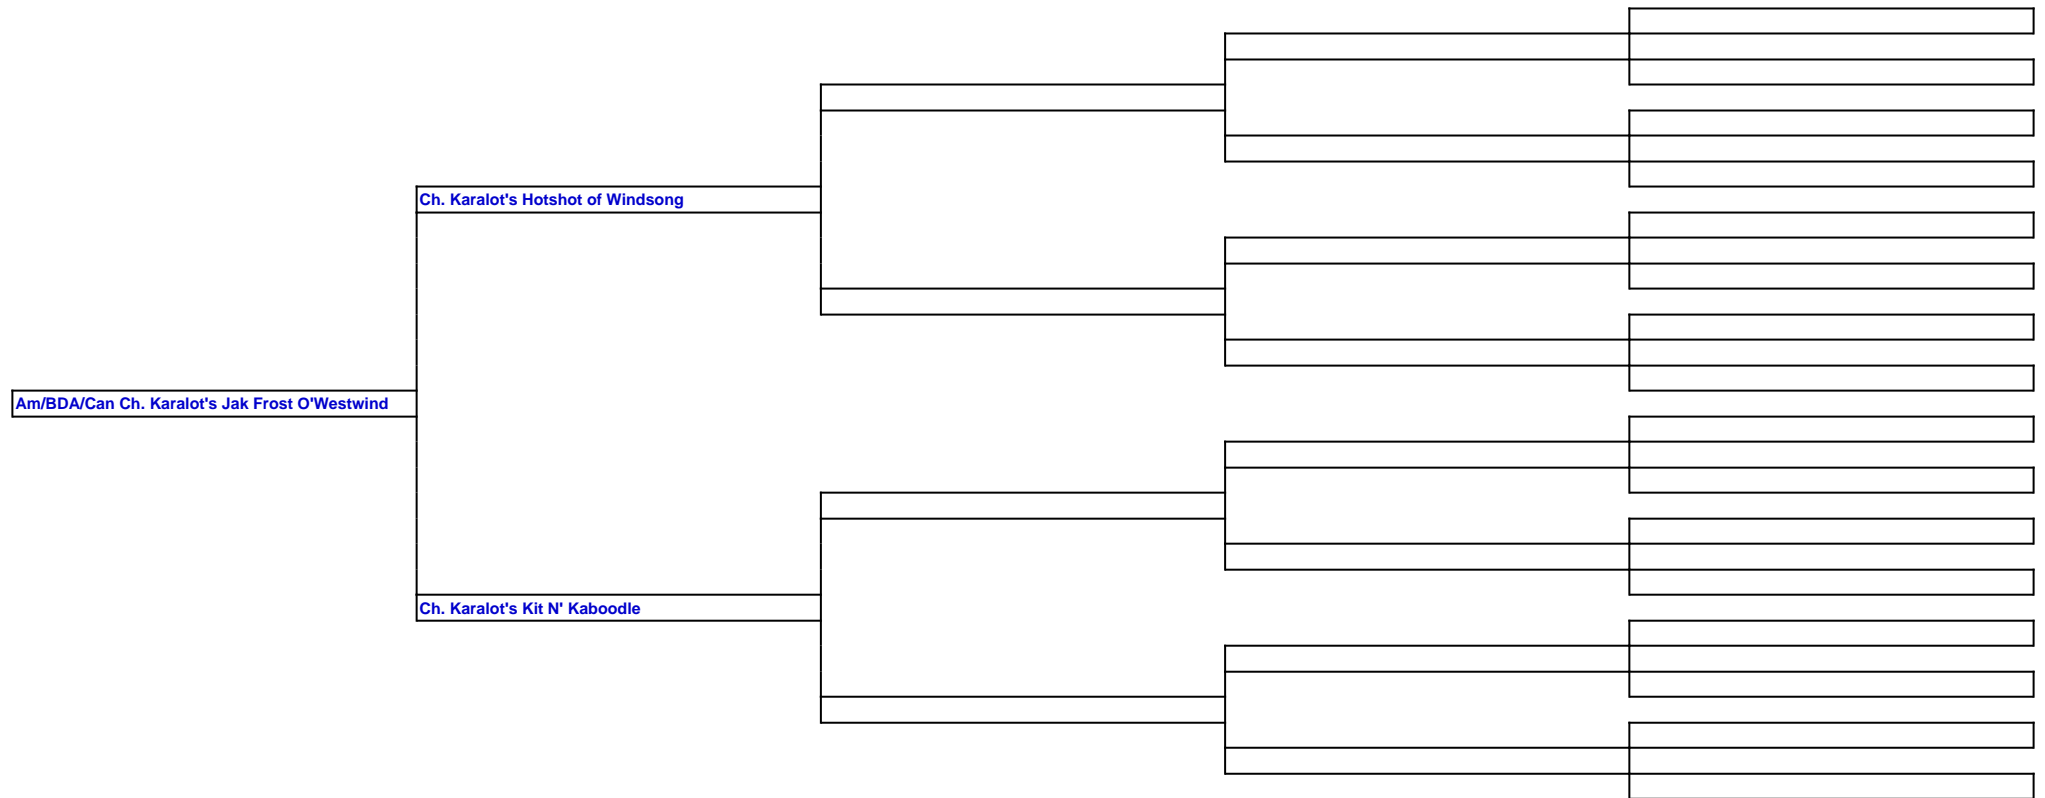 Ch. Karalot's Hotshot of Windsong
Am/BDA/Can Ch. Karalot's Jak Frost O'Westwind
Ch. Karalot's Kit N' Kaboodle